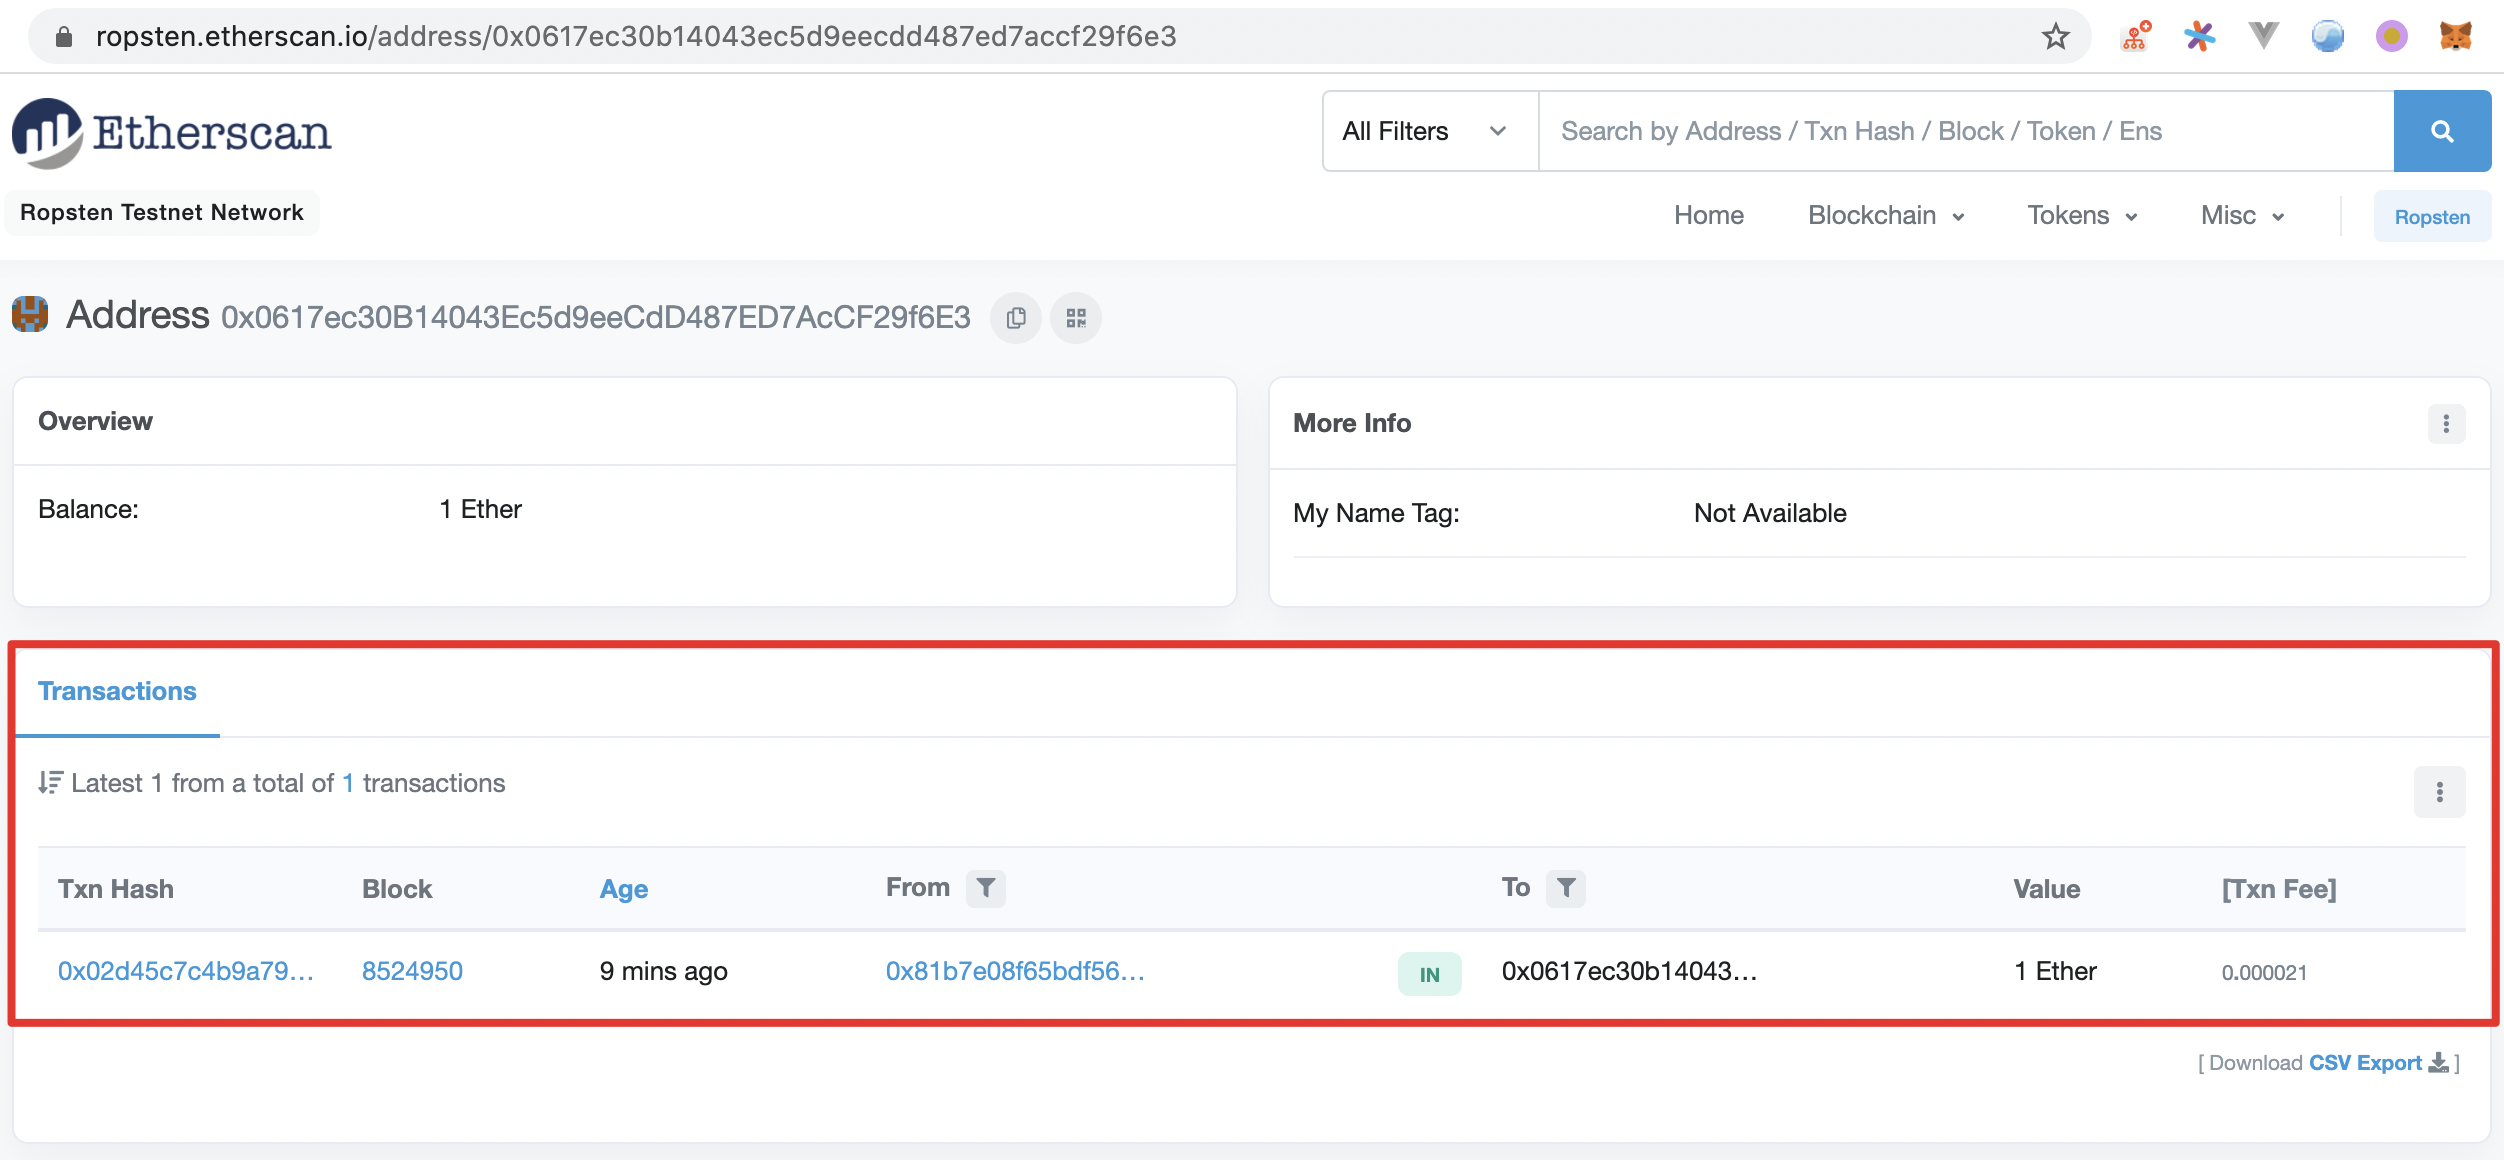 ropsten.etherscan.io/address/0x0617ec30b14043ec5d9eecdd487ed7accf29f6e3
Etherscan
All Filters
Search by Address / Txn Hash / Block / Token / Ens
Ropsten Testnet Network
Home Blockchain Tokens Misc Ropsten
Address 0x0617ec30B14043Ec5d9eeCdD487ED7AcCF29f6E3
Overview
Balance: 1 Ether
More Info
My Name Tag: Not Available
Transactions
Latest 1 from a total of 1 transactions
Txn Hash Block Age From To Value [Txn Fee]
0x02d45c7c4b9a79... 8524950 9 mins ago 0x81b7e08f65bdf56... IN 0x0617ec30b14043... 1 Ether 0.000021
[ Download CSV Export ]